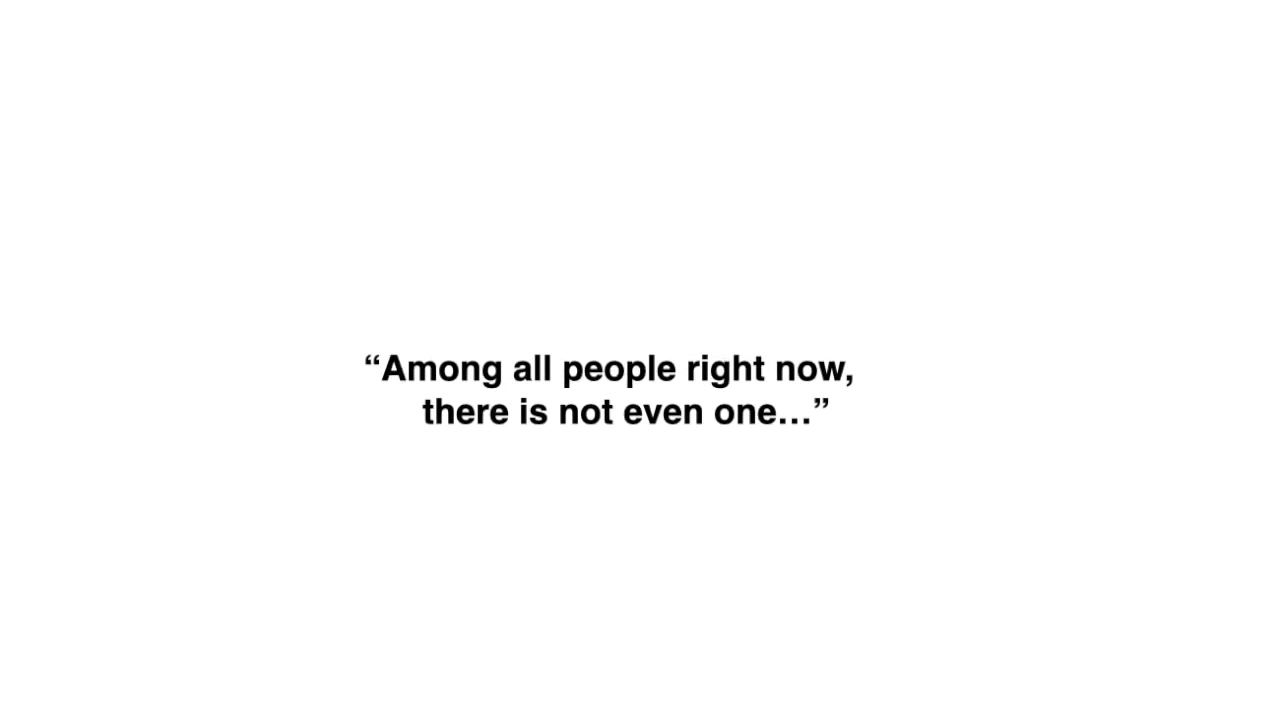 “Among all people right now,
there is not even one…”